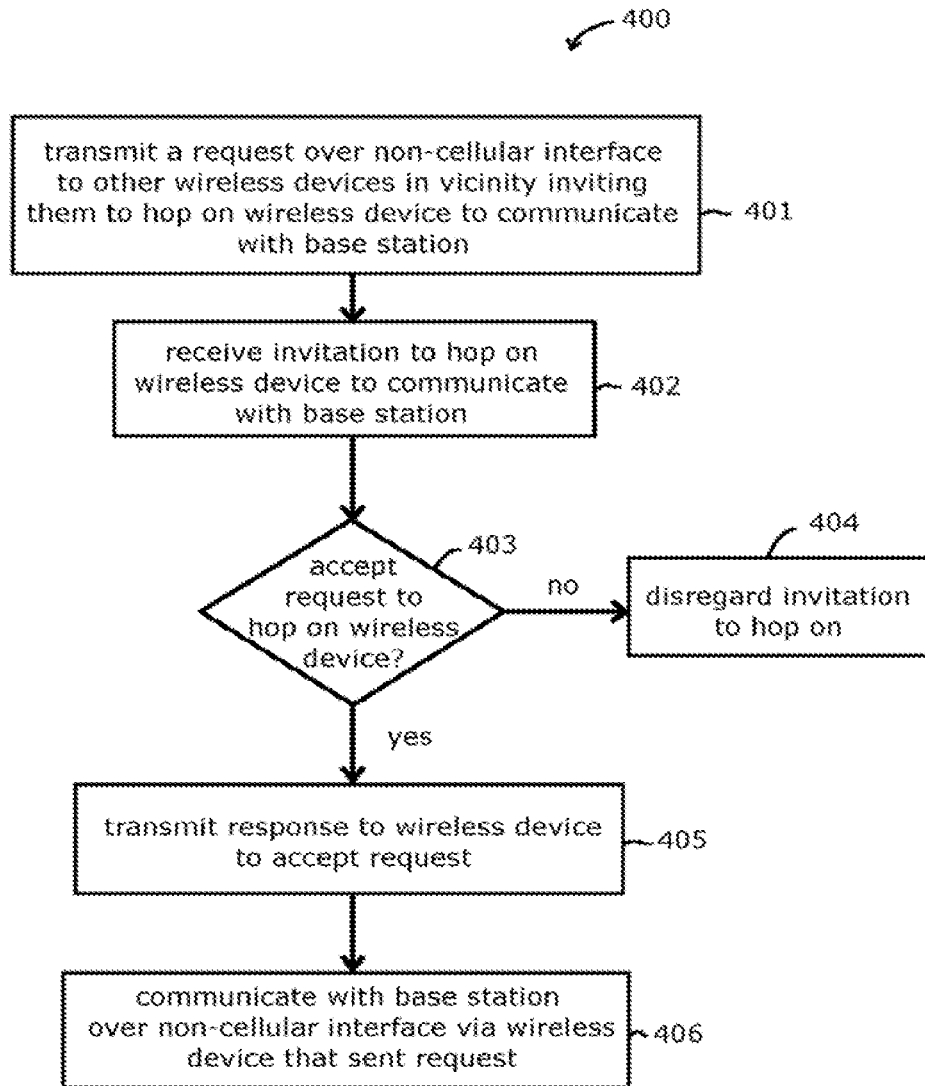 400
transmit a request over non-cellular interface
to other wireless devices in vicinity inviting
them to hop on wireless device to communicate
with base station
401
receive invitation to hop on
wireless device to communicate
with base station
402
accept
request to
hop on wireless
device?
403
no
404
disregard invitation
to hop on
yes
transmit response to wireless device
to accept request
405
communicate with base station
over non-cellular interface via wireless
device that sent request
406